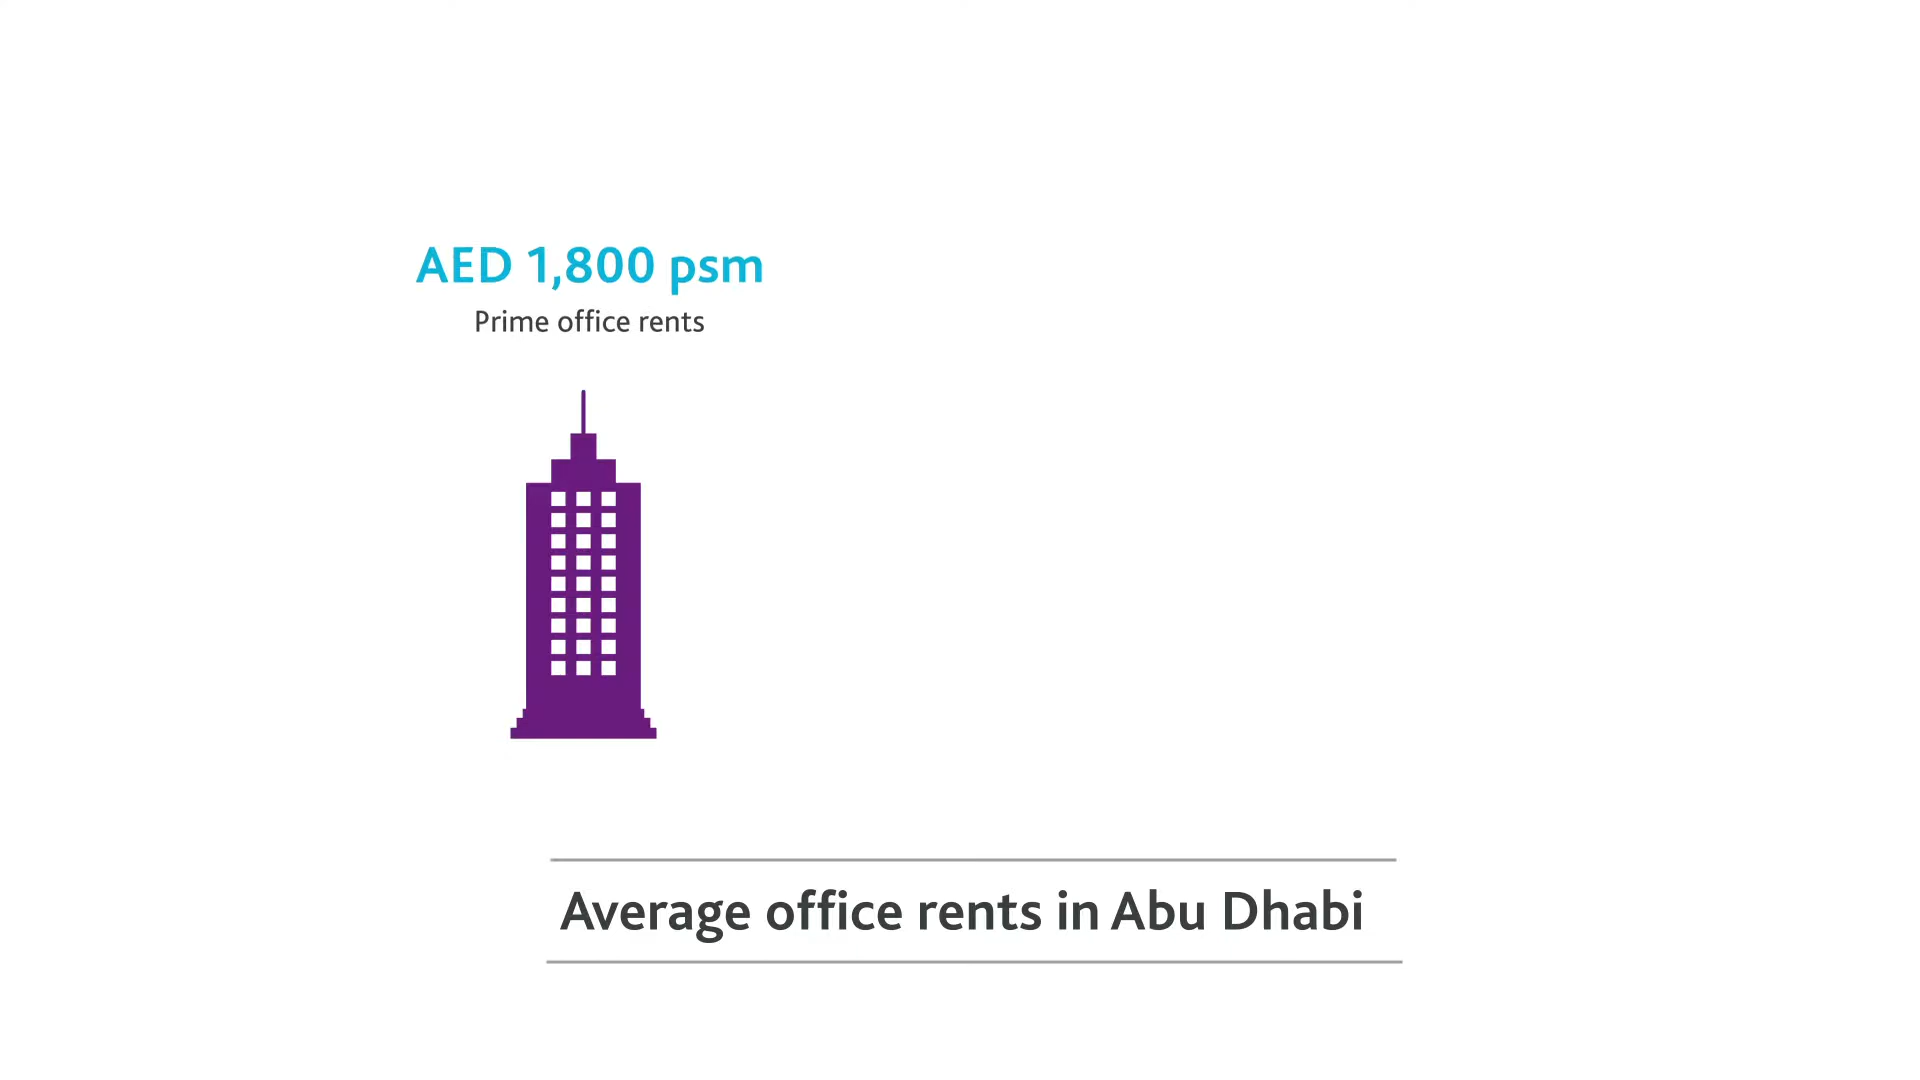 AED 1,800 psm
Prime office rents
Average office rents in Abu Dhabi